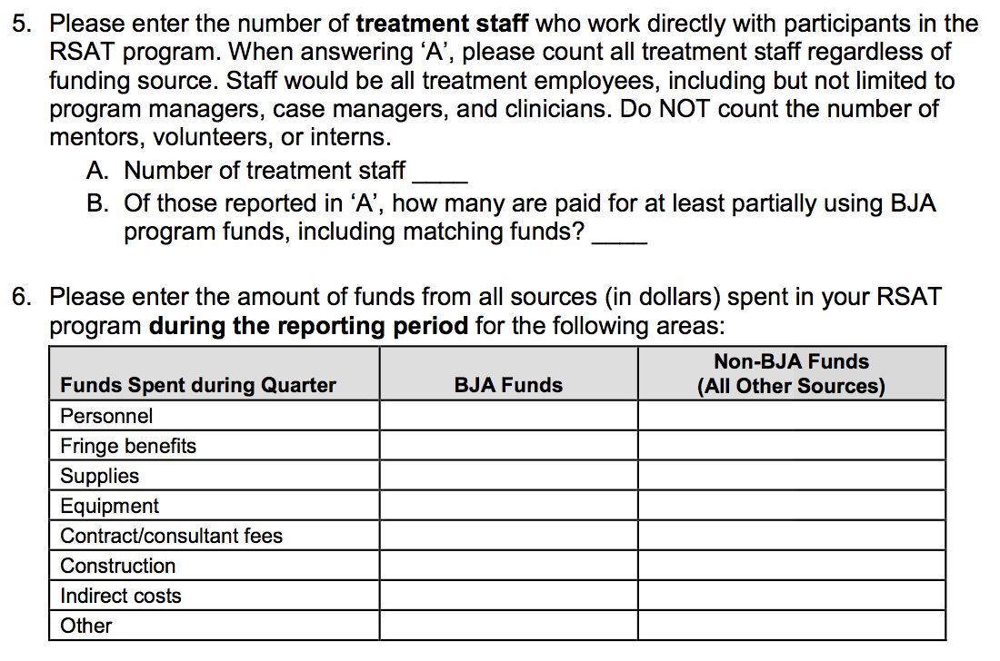 5. Please enter the number of treatment staff who work directly with participants in the
RSAT program. When answering ‘A’, please count all treatment staff regardless of
funding source. Staff would be all treatment employees, including but not limited to
program managers, case managers, and clinicians. Do NOT count the number of
mentors, volunteers, or interns.
A. Number of treatment staff ____
B. Of those reported in ‘A’, how many are paid for at least partially using BJA
program funds, including matching funds? ____
6. Please enter the amount of funds from all sources (in dollars) spent in your RSAT
program during the reporting period for the following areas:
Funds Spent during Quarter BJA Funds Non-BJA Funds
(All Other Sources)
Personnel
Fringe benefits
Supplies
Equipment
Contract/consultant fees
Construction
Indirect costs
Other